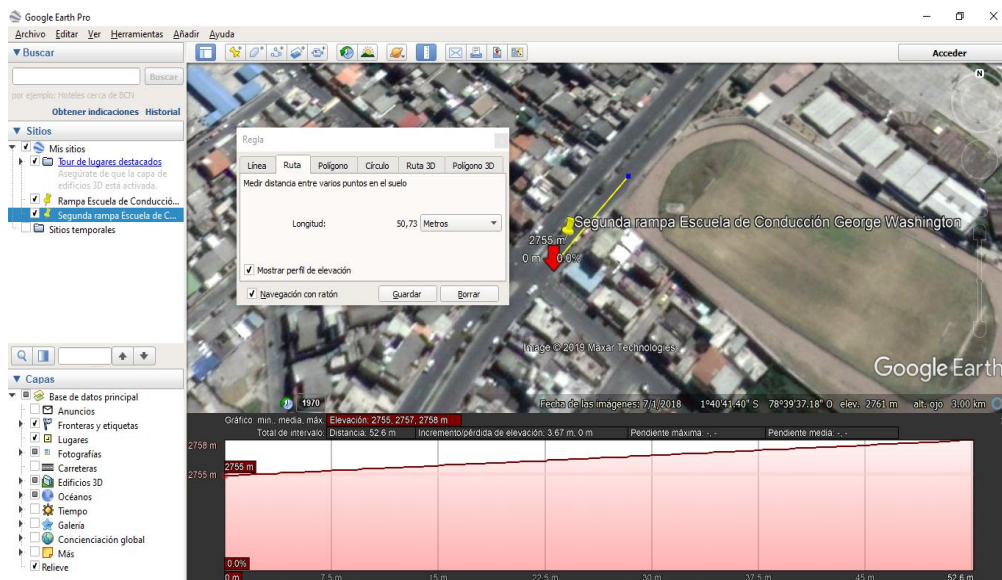 Google Earth Pro
Archivo Editar Ver Herramientas Añadir Ayuda
▼ Buscar
Acceder
Buscar
por ejemplo: Hoteles cerca de BCN
Obtener indicaciones Historial
▼ Sitios
Mis sitios
Tour de lugares destacados
Asegúrate de que la capa de
edificios 3D está activada.
Rampa Escuela de Conducció...
Segunda rampa Escuela de C...
Sitios temporales
▼ Capas
Base de datos principal
Anuncios
Fronteras y etiquetas
Lugares
Fotografías
Carreteras
Edificios 3D
Océanos
Tiempo
Galería
Concienciación global
Más
Relieve
N
Regla
Línea Ruta Polígono Círculo Ruta 3D Polígono 3D
Medir distancia entre varios puntos en el suelo
Longitud: 50,73 Metros
Mostrar perfil de elevación
Navegación con ratón Guardar Borrar
Segunda rampa Escuela de Conducción George Washington
2755 m
0 m 0.0%
Image © 2019 Maxar Technologies
Google Earth
1970
Fecha de las imágenes: 7/1/2018 1°40'41.40" S 78°39'37.18" O elev. 2761 m alt. ojo 3.00 km
Gráfico: mín., media, máx. Elevación: 2755, 2757, 2758 m
Total de intervalo: Distancia: 52.6 m Incremento/pérdida de elevación: 3.67 m, 0 m Pendiente máxima: -, - Pendiente media: -, -
2758 m
2755 m
2755 m
0.0%
0 m 7.5 m 15 m 22.5 m 30 m 37.5 m 45 m 52.6 m